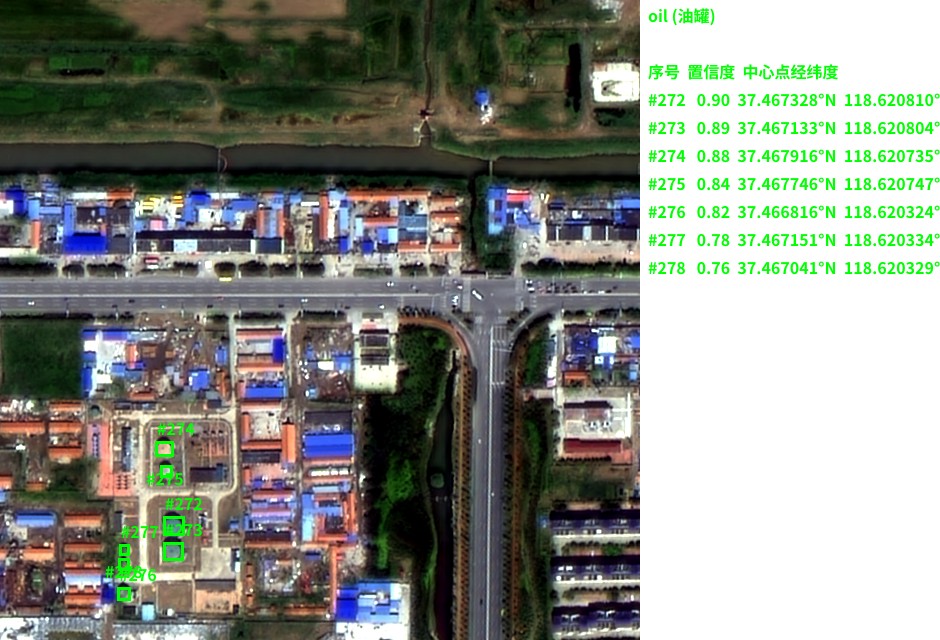 oil (油罐)
序号 置信度 中心点经纬度
#272 0.90 37.467328°N 118.620810°
#273 0.89 37.467133°N 118.620804°
#274 0.88 37.467916°N 118.620735°
#275 0.84 37.467746°N 118.620747°
#276 0.82 37.466816°N 118.620324°
#277 0.78 37.467151°N 118.620334°
#278 0.76 37.467041°N 118.620329°
#274
#275
#272
#277
#273
#276